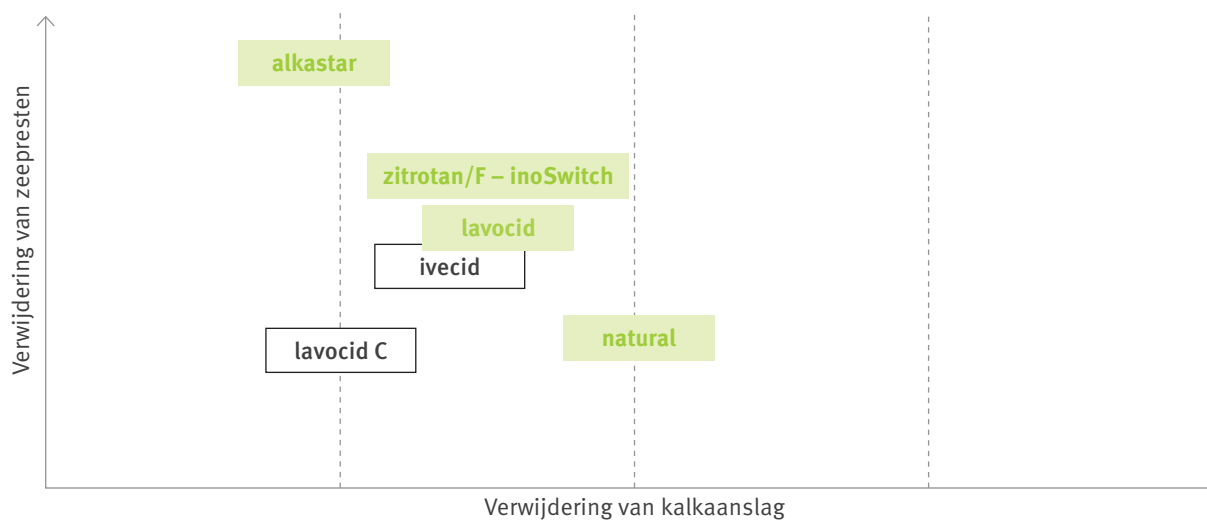 Verwijdering van zeepresten
alkastar
zitrotan/F – inoSwitch
lavocid
ivecid
natural
lavocid C
Verwijdering van kalkaanslag